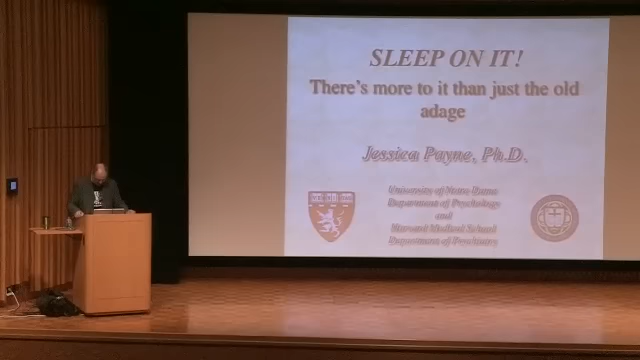 SLEEP ON IT!
There's more to it than just the old
adage
Jessica Payne, Ph.D.
University of Notre Dame
Department of Psychology
and
Harvard Medical School
Department of Psychiatry